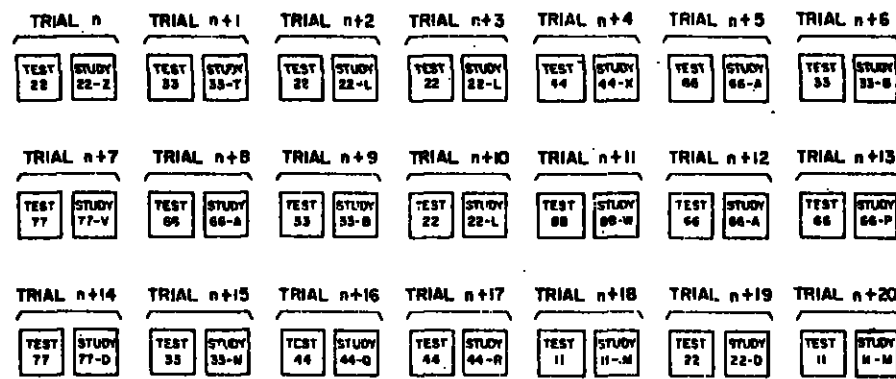 TRIAL n TRIAL n+1 TRIAL n+2 TRIAL n+3 TRIAL n+4 TRIAL n+5 TRIAL n+6
TEST STUDY TEST STUDY TEST STUDY TEST STUDY TEST STUDY TEST STUDY TEST STUDY
22 22-Z 33 33-T 22 22-L 22 22-L 44 44-X 66 66-A 33 33-B
TRIAL n+7 TRIAL n+8 TRIAL n+9 TRIAL n+10 TRIAL n+11 TRIAL n+12 TRIAL n+13
TEST STUDY TEST STUDY TEST STUDY TEST STUDY TEST STUDY TEST STUDY TEST STUDY
77 77-V 66 66-A 33 33-B 22 22-L 88 88-W 66 66-A 66 66-P
TRIAL n+14 TRIAL n+15 TRIAL n+16 TRIAL n+17 TRIAL n+18 TRIAL n+19 TRIAL n+20
TEST STUDY TEST STUDY TEST STUDY TEST STUDY TEST STUDY TEST STUDY TEST STUDY
77 77-D 33 33-N 44 44-Q 44 44-R 11 11-M 22 22-D 11 11-M